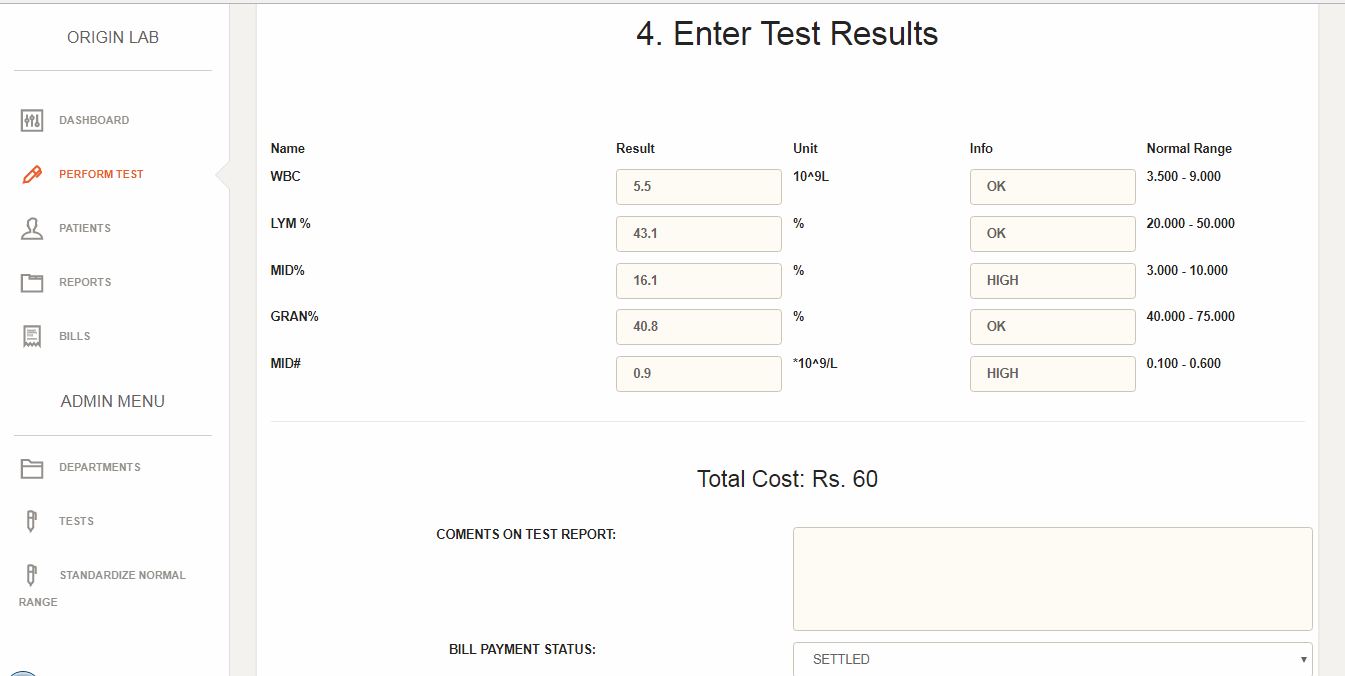 ORIGIN LAB
DASHBOARD
PERFORM TEST
PATIENTS
REPORTS
BILLS
ADMIN MENU
DEPARTMENTS
TESTS
STANDARDIZE NORMAL
RANGE
4. Enter Test Results
Name Result Unit Info Normal Range
WBC 5.5 10^9L OK 3.500 - 9.000
LYM % 43.1 % OK 20.000 - 50.000
MID% 16.1 % HIGH 3.000 - 10.000
GRAN% 40.8 % OK 40.000 - 75.000
MID# 0.9 *10^9/L HIGH 0.100 - 0.600
Total Cost: Rs. 60
COMENTS ON TEST REPORT:
BILL PAYMENT STATUS: SETTLED